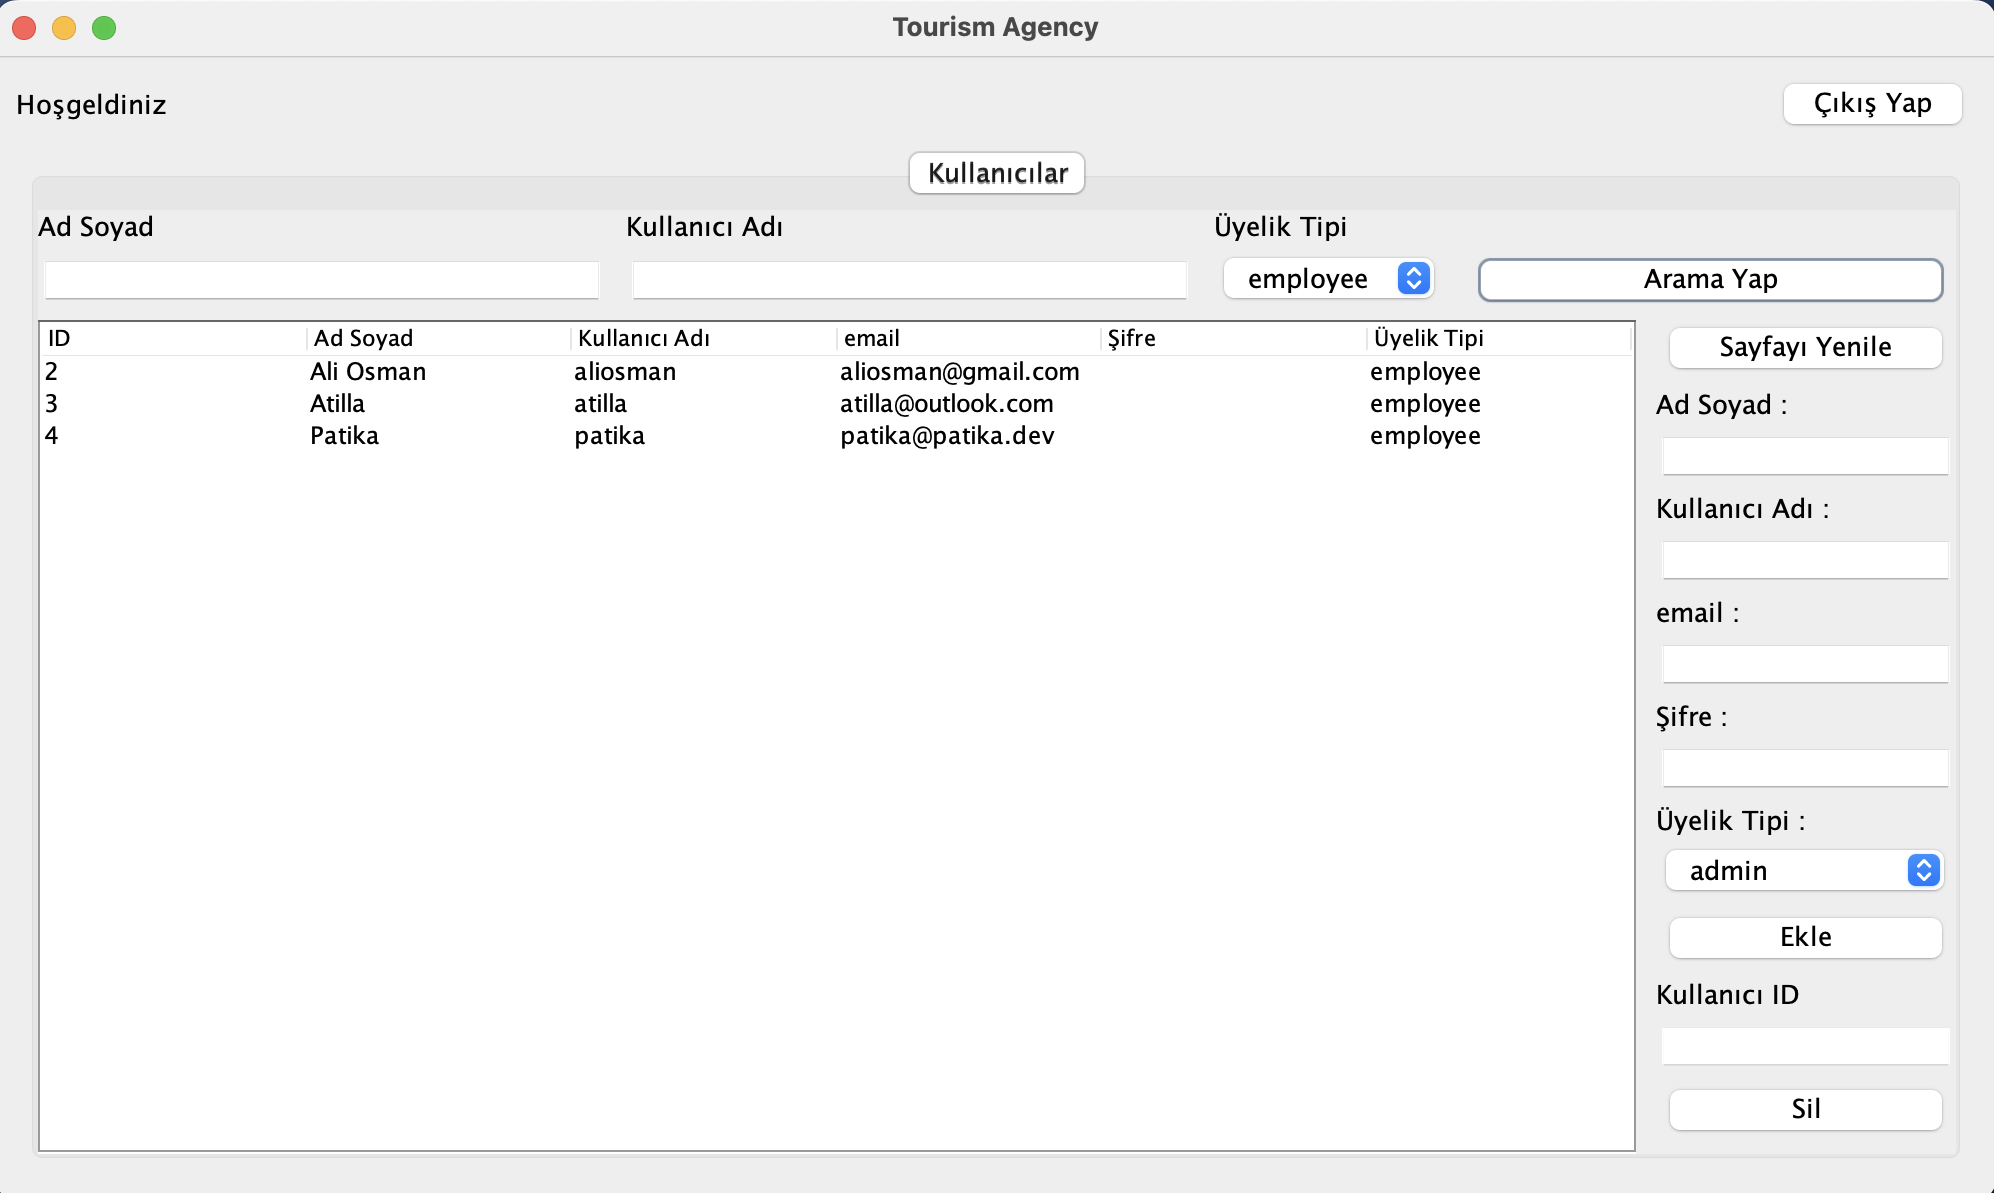 Tourism Agency
Hoşgeldiniz
Çıkış Yap
Kullanıcılar
Ad Soyad Kullanıcı Adı Üyelik Tipi
employee Arama Yap
ID Ad Soyad Kullanıcı Adı email Şifre Üyelik Tipi
2 Ali Osman aliosman aliosman@gmail.com employee
3 Atilla atilla atilla@outlook.com employee
4 Patika patika patika@patika.dev employee
Sayfayı Yenile
Ad Soyad :
Kullanıcı Adı :
email :
Şifre :
Üyelik Tipi :
admin
Ekle
Kullanıcı ID
Sil